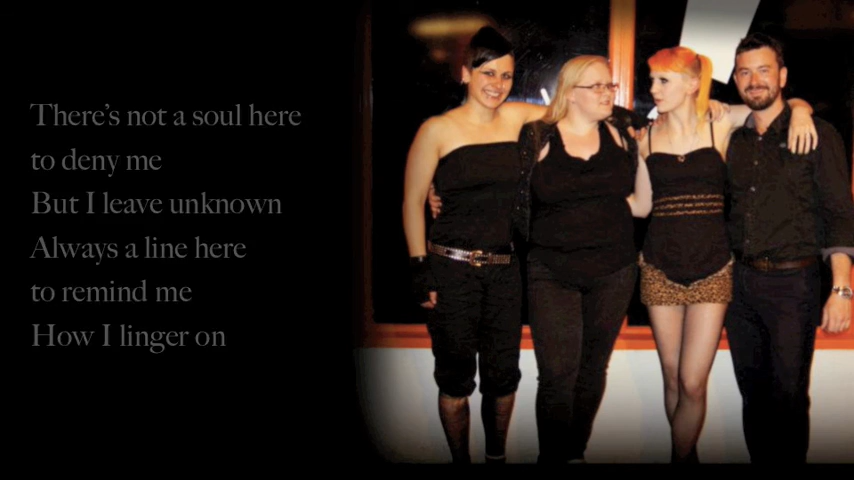 There's not a soul here
to deny me
But I leave unknown
Always a line here
to remind me
How I linger on